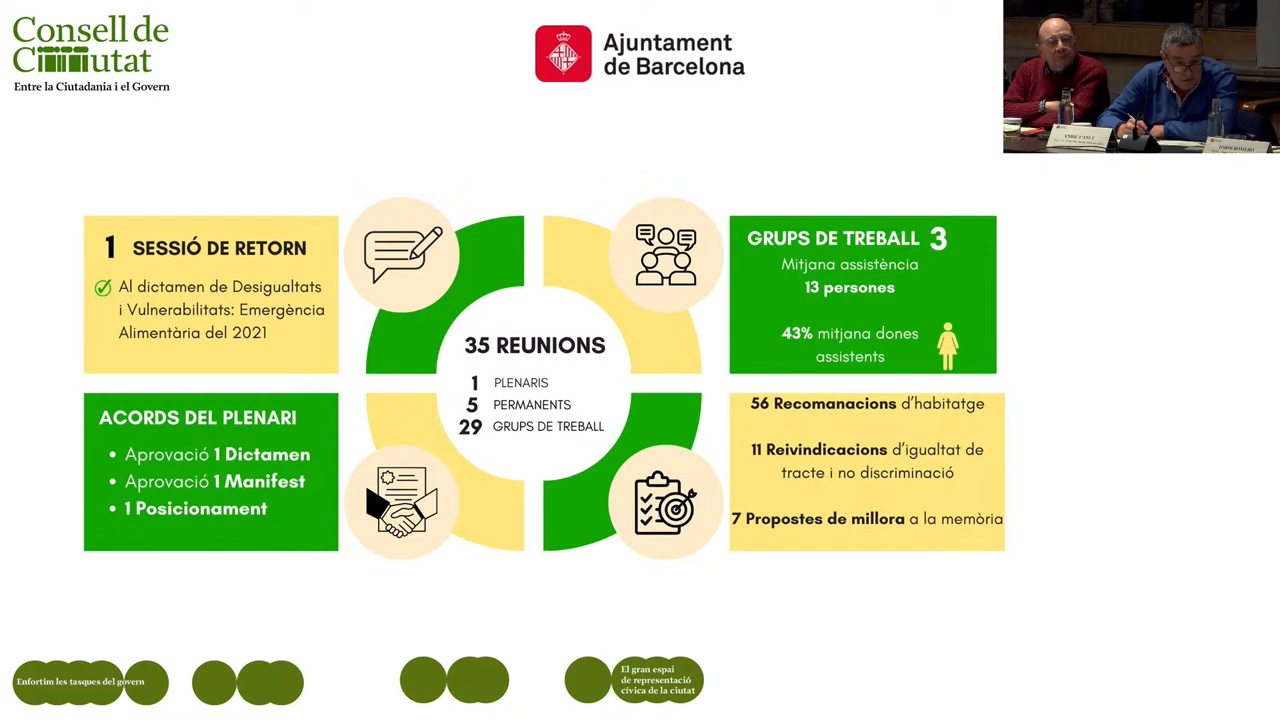 Consell de
Ciutat
Entre la Ciutadania i el Govern
Ajuntament
de Barcelona
JORDI ROMERO
1 SESSIÓ DE RETORN
Al dictamen de Desigualtats
i Vulnerabilitats: Emergència
Alimentària del 2021
GRUPS DE TREBALL 3
Mitjana assistència
13 persones
43% mitjana dones
assistents
35 REUNIONS
1 PLENARIS
5 PERMANENTS
29 GRUPS DE TREBALL
ACORDS DEL PLENARI
• Aprovació 1 Dictamen
• Aprovació 1 Manifest
• 1 Posicionament
56 Recomanacions d'habitatge
11 Reivindicacions d'igualtat de
tracte i no discriminació
7 Propostes de millora a la memòria
Enfortim les tasques del govern
El gran espai
de representació
cívica de la ciutat